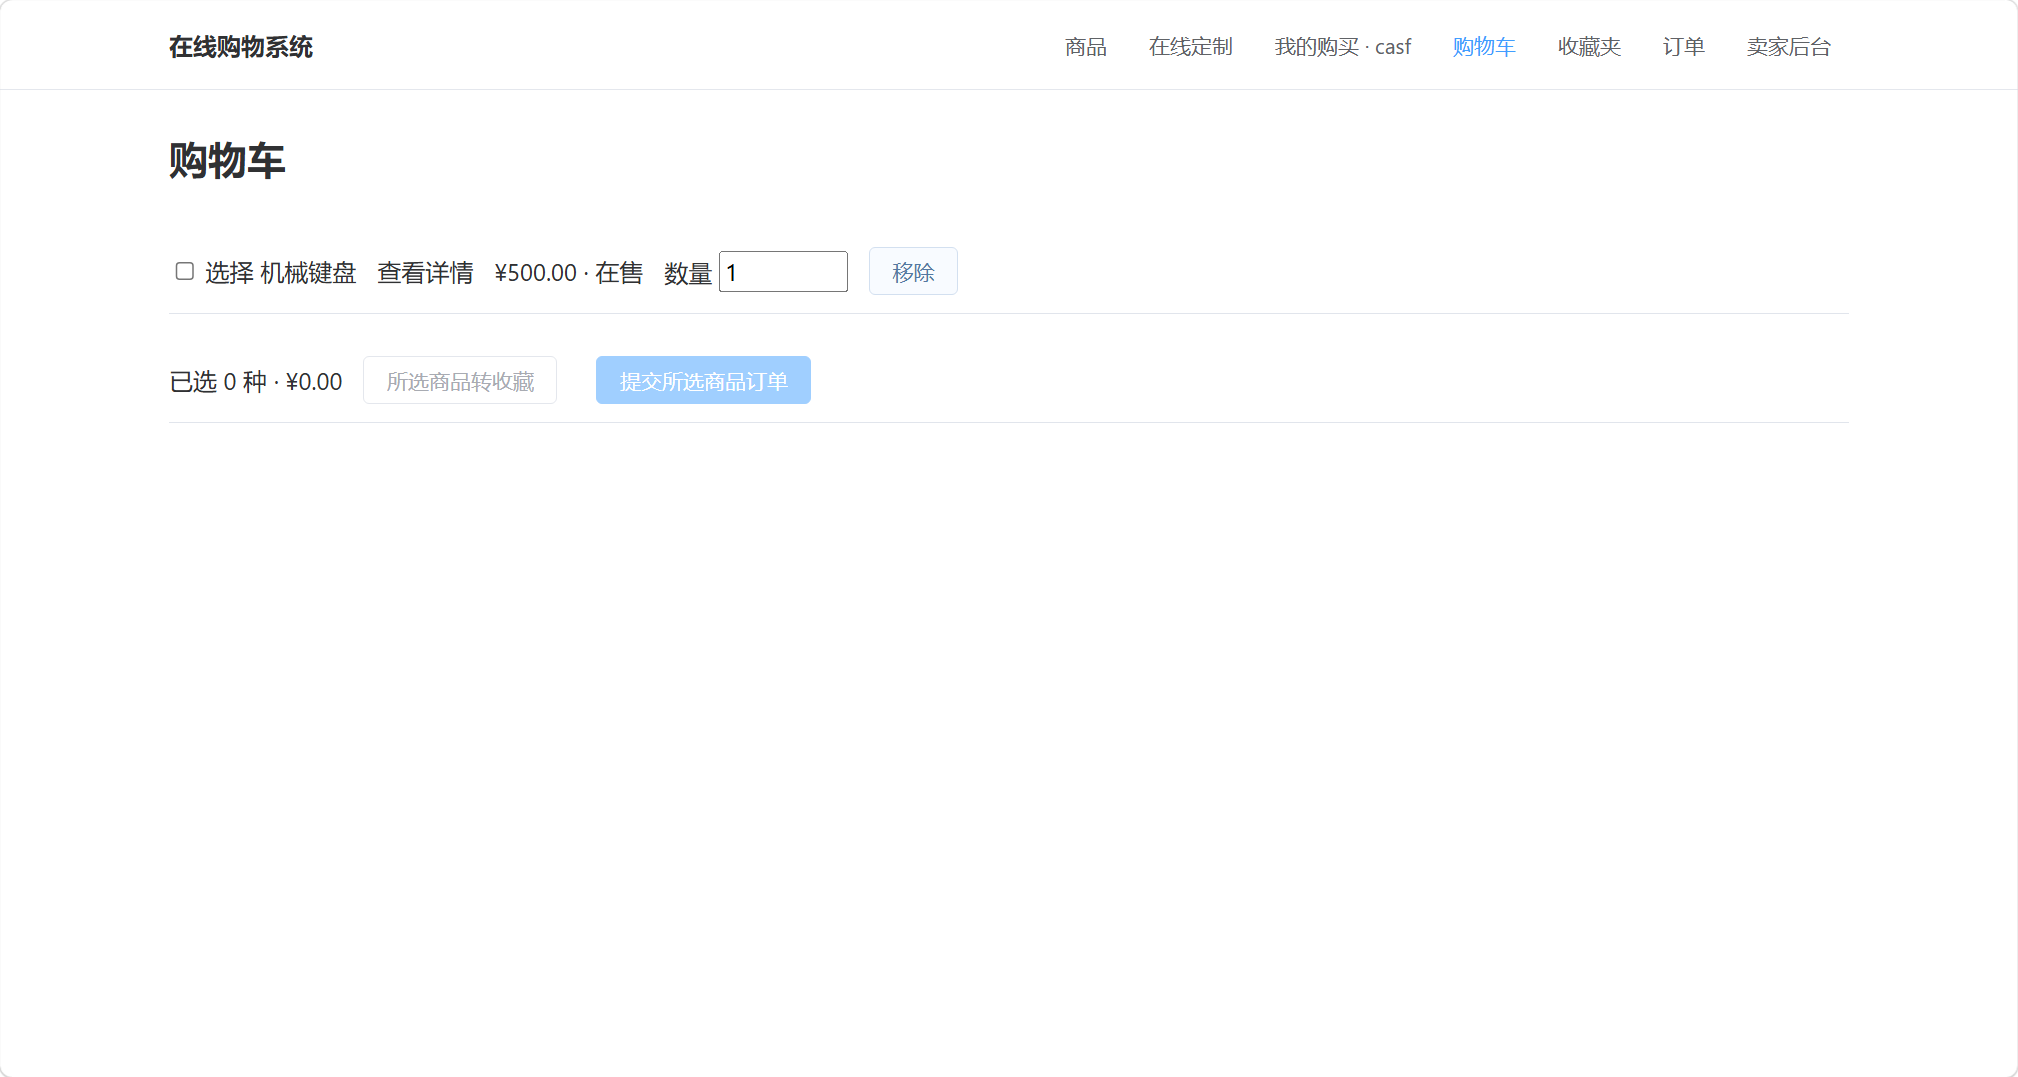 在线购物系统 商品 在线定制 我的购买 · casf 购物车 收藏夹 订单 卖家后台
购物车
选择 机械键盘 查看详情 ¥500.00 · 在售 数量 1 移除
已选 0 种 · ¥0.00 所选商品转收藏 提交所选商品订单